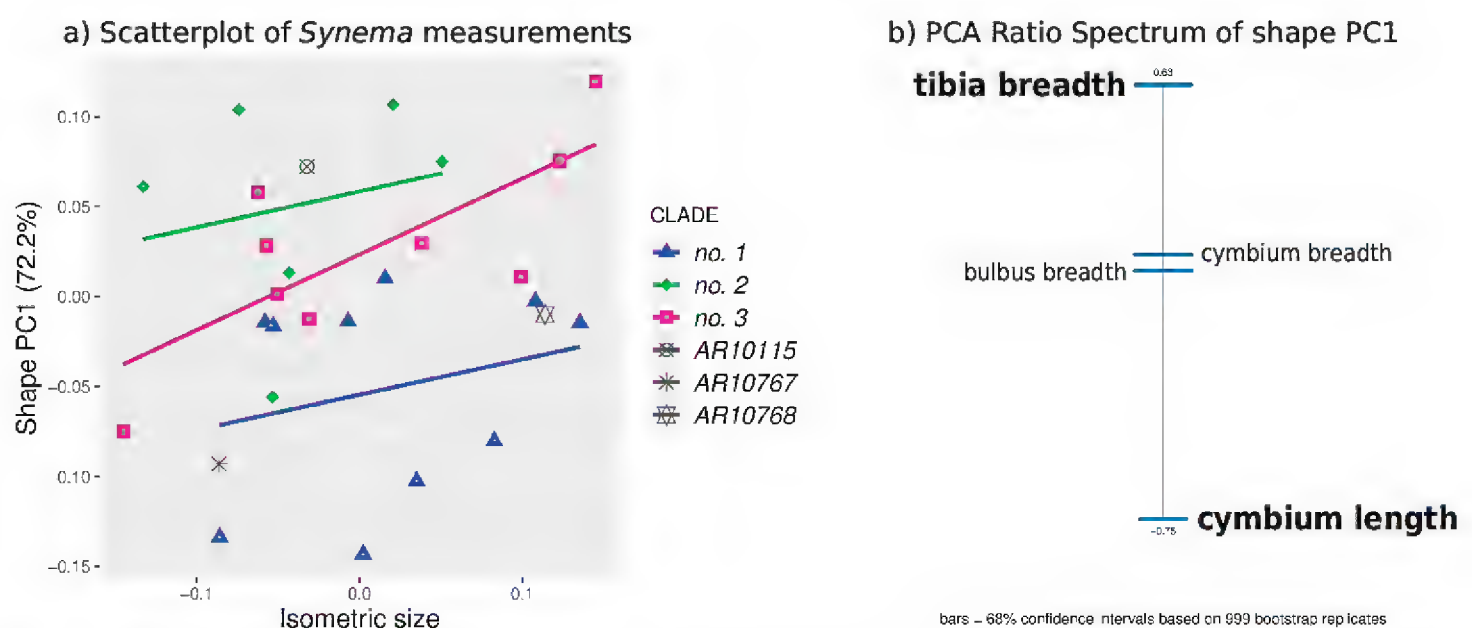 a) Scatterplot of Synema measurements
b) PCA Ratio Spectrum of shape PC1
0.10
0.05
0.00
−0.05
0.10
−0.15
Shape PC1 (72.2%)
−0.1
0.0
0.1
Isometric size
CLADE
no. 1
no. 2
no. 3
AR10115
AR10767
AR10768
0.63
tibia breadth
cymbium breadth
bulbus breadth
cymbium length
−0.75
bars = 68% confidence intervals based on 999 bootstrap replicates